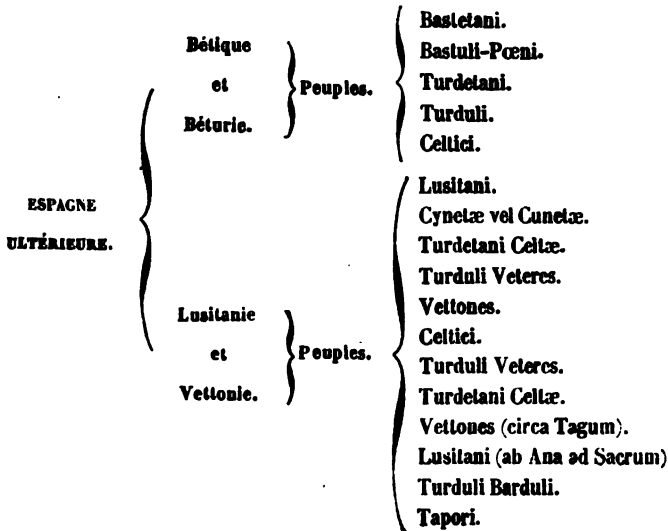 ESPAGNE
ULTÉRIEURE.
Bétique
et
Béturie.
Peuples.
Bastetani.
Bastuli-Pœni.
Turdetani.
Turduli.
Celtici.
Lusitanie
et
Vettonie.
Peuples.
Lusitani.
Cynetæ vel Cunetæ.
Turdetani Celtæ.
Turduli Veteres.
Vettones.
Celtici.
Turduli Veteres.
Turdetani Celtæ.
Vettones (circa Tagum).
Lusitani (ab Ana ad Sacrum)
Turduli Barduli.
Tapori.